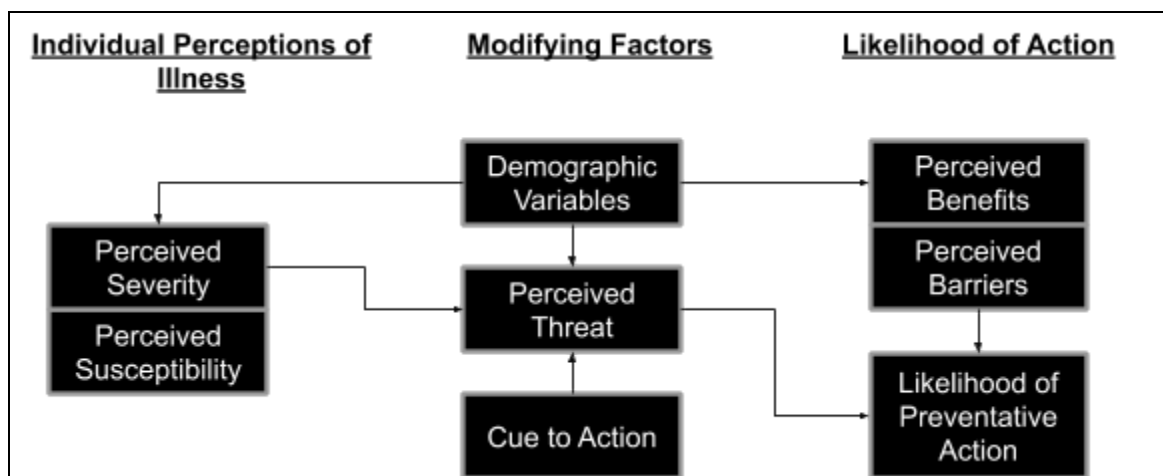 Individual Perceptions of
Illness
Modifying Factors
Likelihood of Action
Demographic
Variables
Perceived
Benefits
Perceived
Severity
Perceived
Barriers
Perceived
Threat
Perceived
Susceptibility
Likelihood of
Preventative
Action
Cue to Action